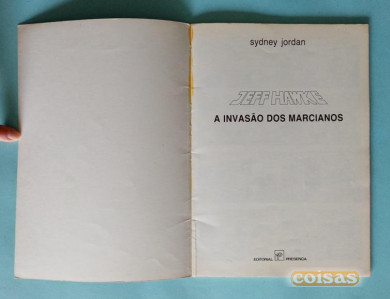 sydney jordan
JEFF HAWKE
A INVASÃO DOS MARCIANOS
EDITORIAL PRESENÇA
coisas